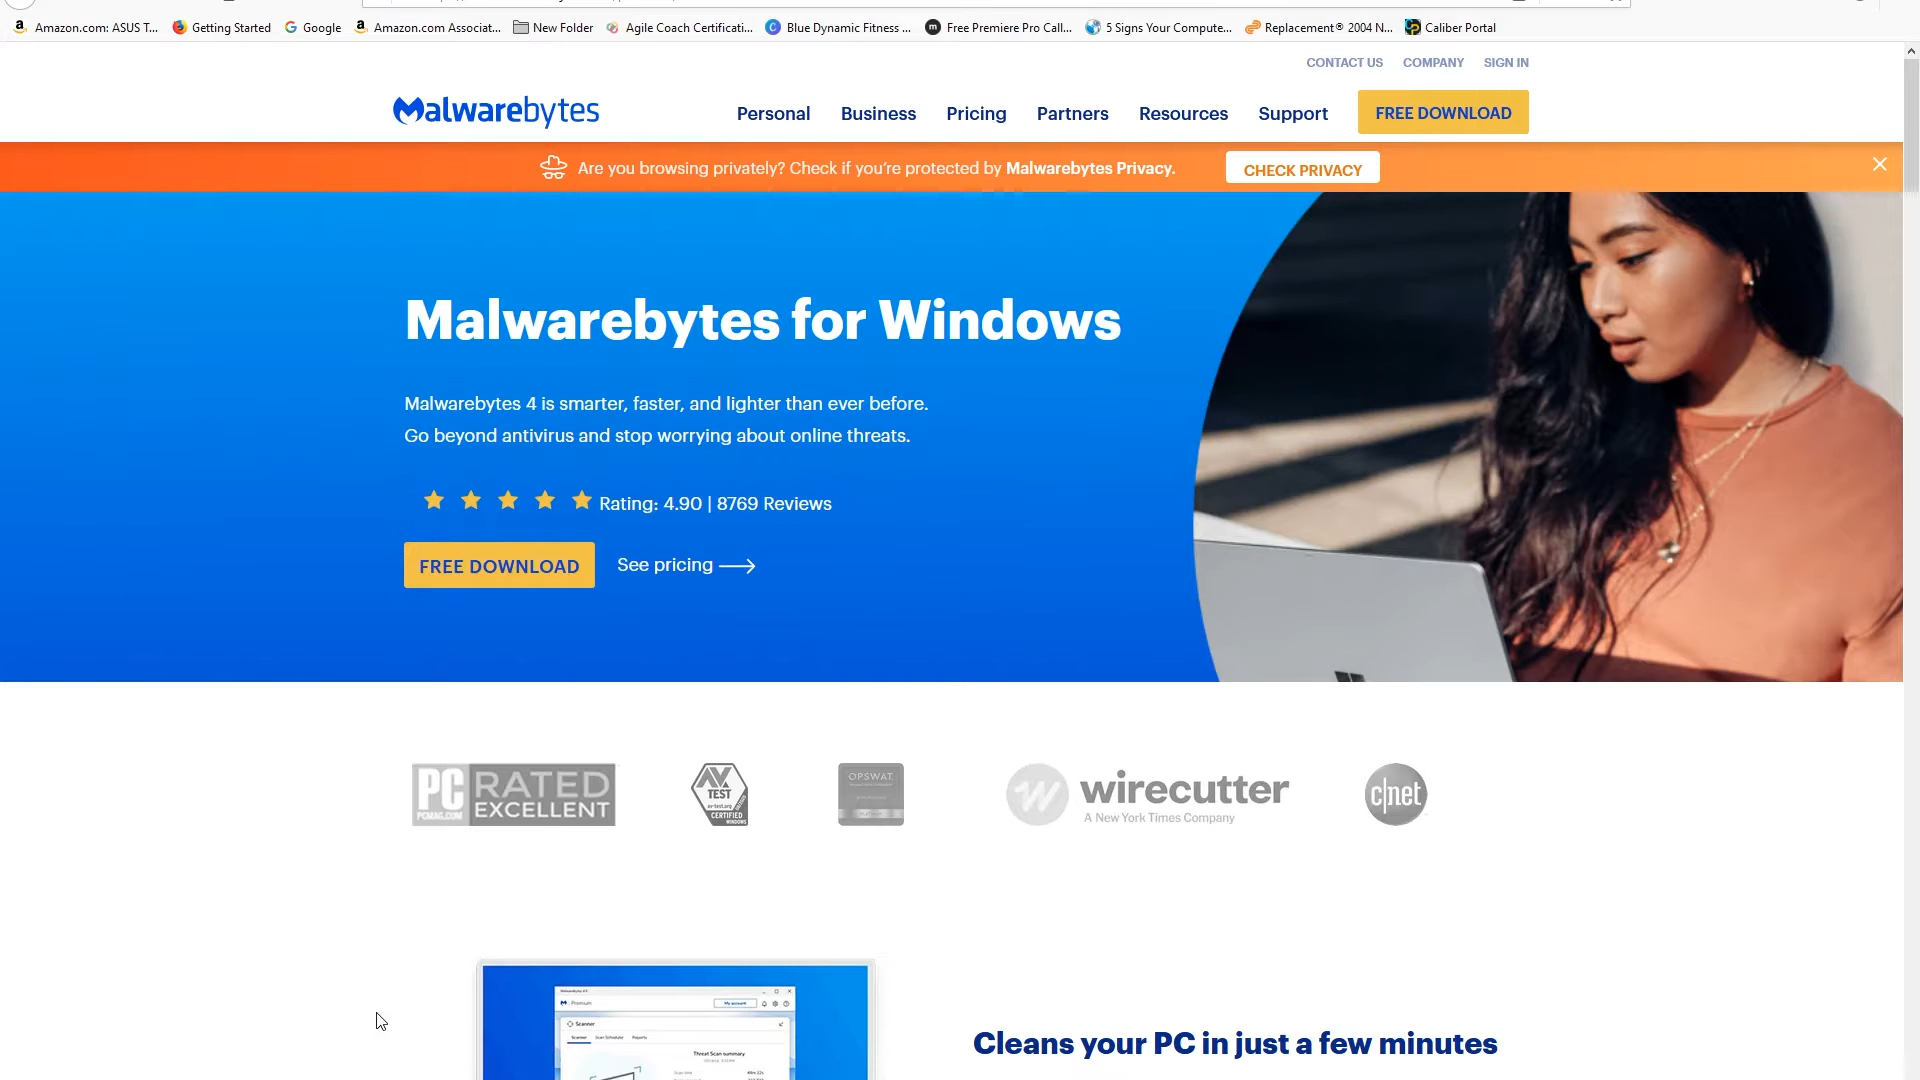 Amazon.com: ASUS T...
Getting Started
Google
Amazon.com Associat...
New Folder
Agile Coach Certificati...
Blue Dynamic Fitness ...
Free Premiere Pro Call...
5 Signs Your Compute...
Replacement® 2004 N...
Caliber Portal
CONTACT US
COMPANY
SIGN IN
Malwarebytes
Personal
Business
Pricing
Partners
Resources
Support
FREE DOWNLOAD
Are you browsing privately? Check if you’re protected by Malwarebytes Privacy.
CHECK PRIVACY
Malwarebytes for Windows
Malwarebytes 4 is smarter, faster, and lighter than ever before.
Go beyond antivirus and stop worrying about online threats.
Rating: 4.90 | 8769 Reviews
FREE DOWNLOAD
See pricing
PC
PCMAG.COM
RATED
EXCELLENT
AV
TEST
av-test.org
CERTIFIED
WINDOWS
OPSWAT.
wirecutter
A New York Times Company
c|net
Premium
My account
Scanner
Scanner
Scan Scheduler
Reports
Threat Scan summary
Scan time
Cleans your PC in just a few minutes